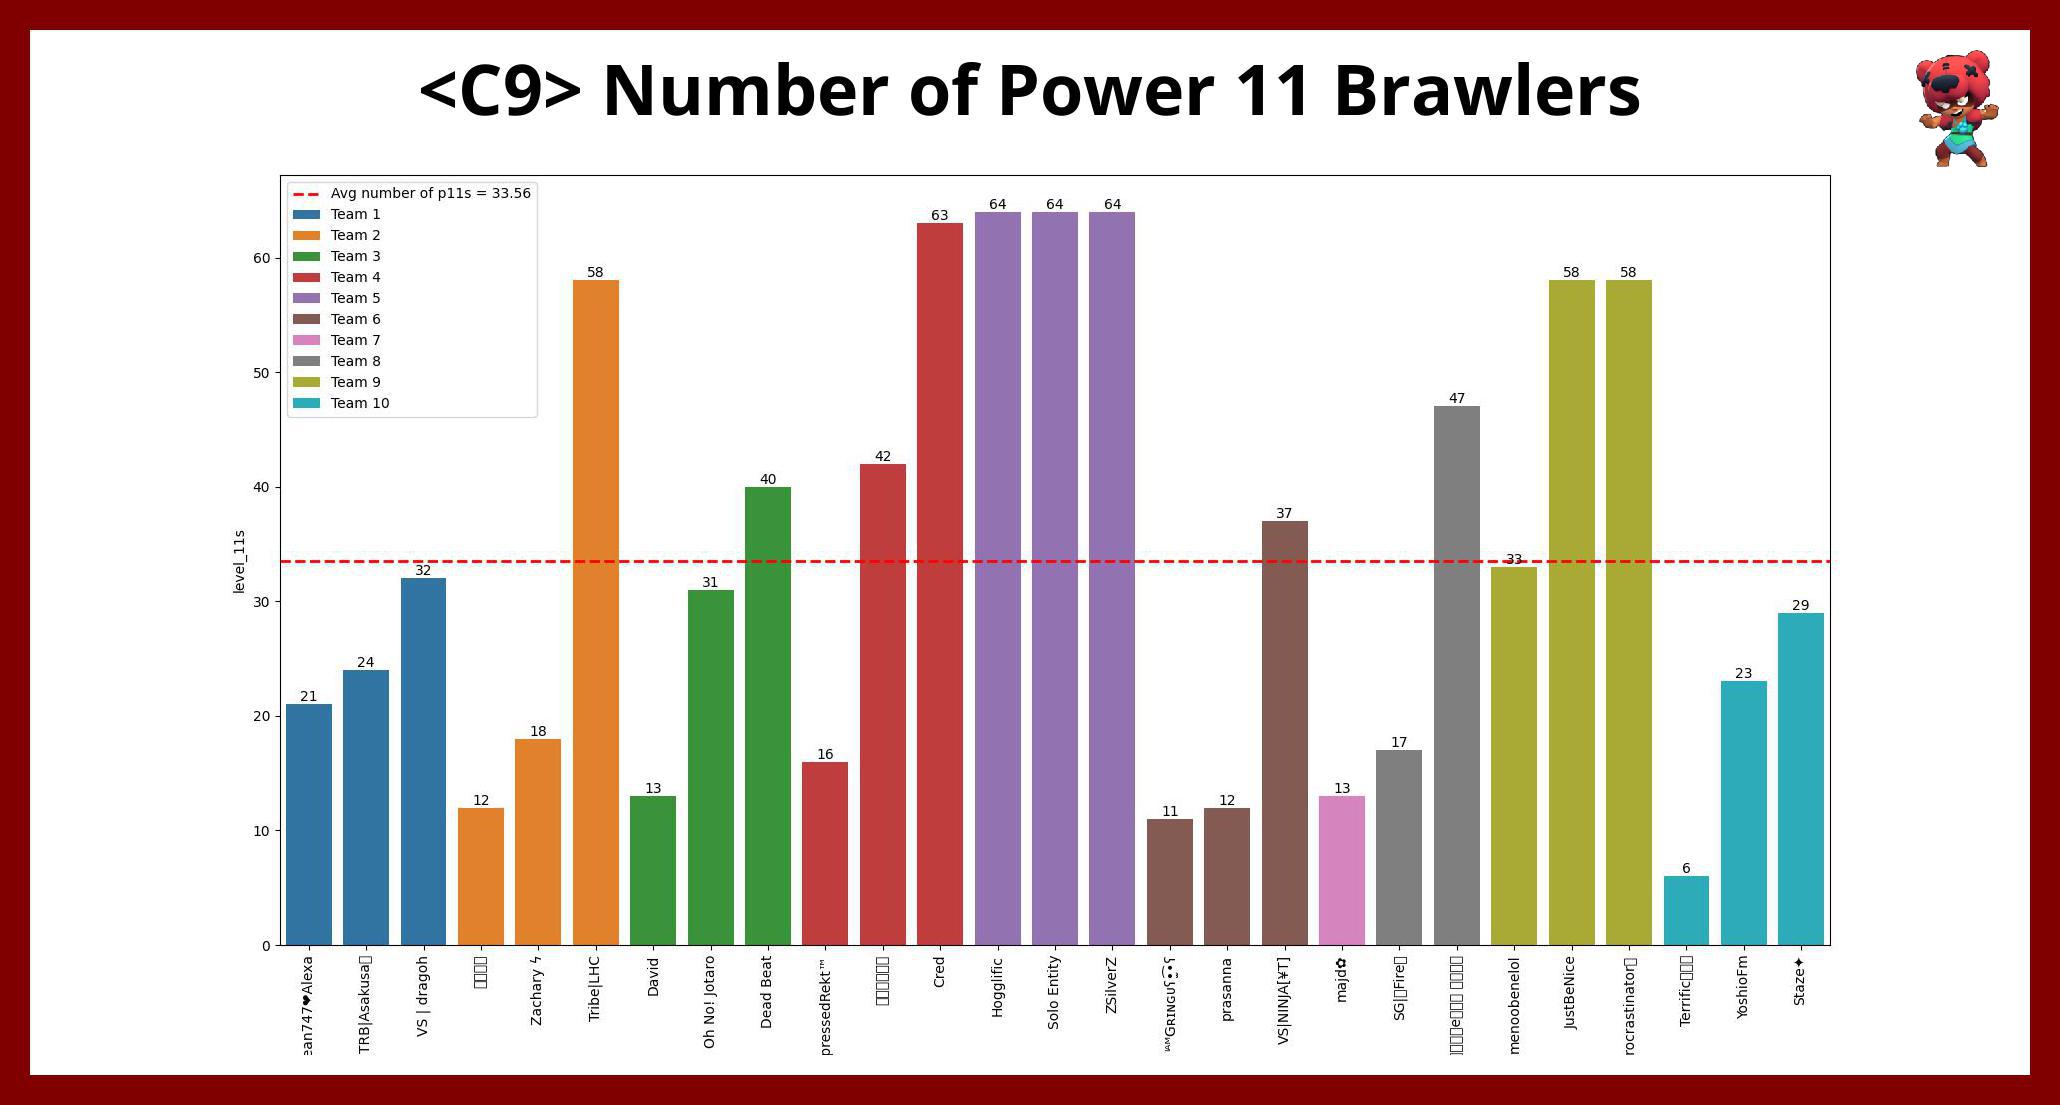 <C9> Number of Power 11 Brawlers
Avg number of p11s = 33.56
Team 1
Team 2
Team 3
Team 4
Team 5
Team 6
Team 7
Team 8
Team 9
Team 10
level_11s
60
50
40
30
20
10
0
21
24
32
12
18
58
13
31
40
16
42
63
64
64
64
11
12
37
13
17
47
33
58
58
6
23
29
ean747❤Alexa
TRB|Asakusa
VS | dragoh
Zachary ϟ
Tribe|LHC
David
Oh No! Jotaro
Dead Beat
pressedRekt™
Cred
Hogglific
Solo Entity
ZSilverZ
prasanna
VS|NINJA[¥T]
majd✿
SG|Fire
menoobenelol
JustBeNice
rocrastinator
Terrific
YoshioFm
Staze✦